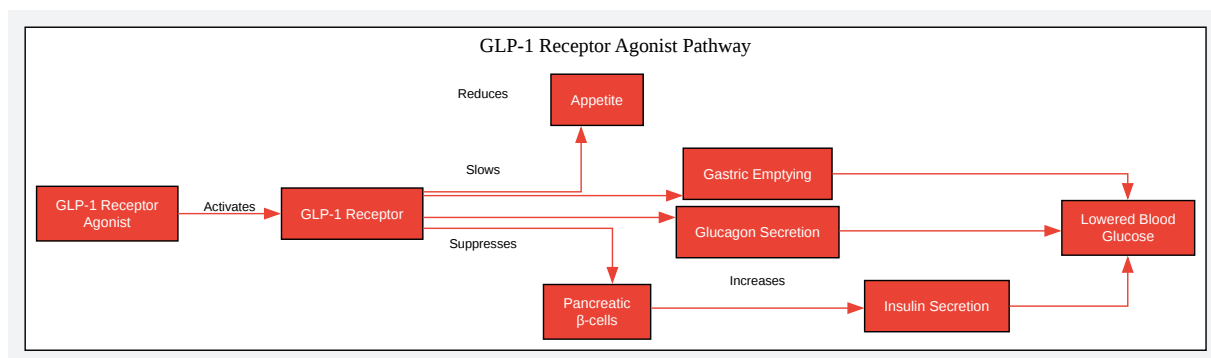 GLP-1 Receptor Agonist Pathway
Reduces
Appetite
Slows
Gastric Emptying
GLP-1 Receptor
Agonist
Activates
GLP-1 Receptor
Glucagon Secretion
Lowered Blood
Glucose
Suppresses
Increases
Pancreatic
β-cells
Insulin Secretion